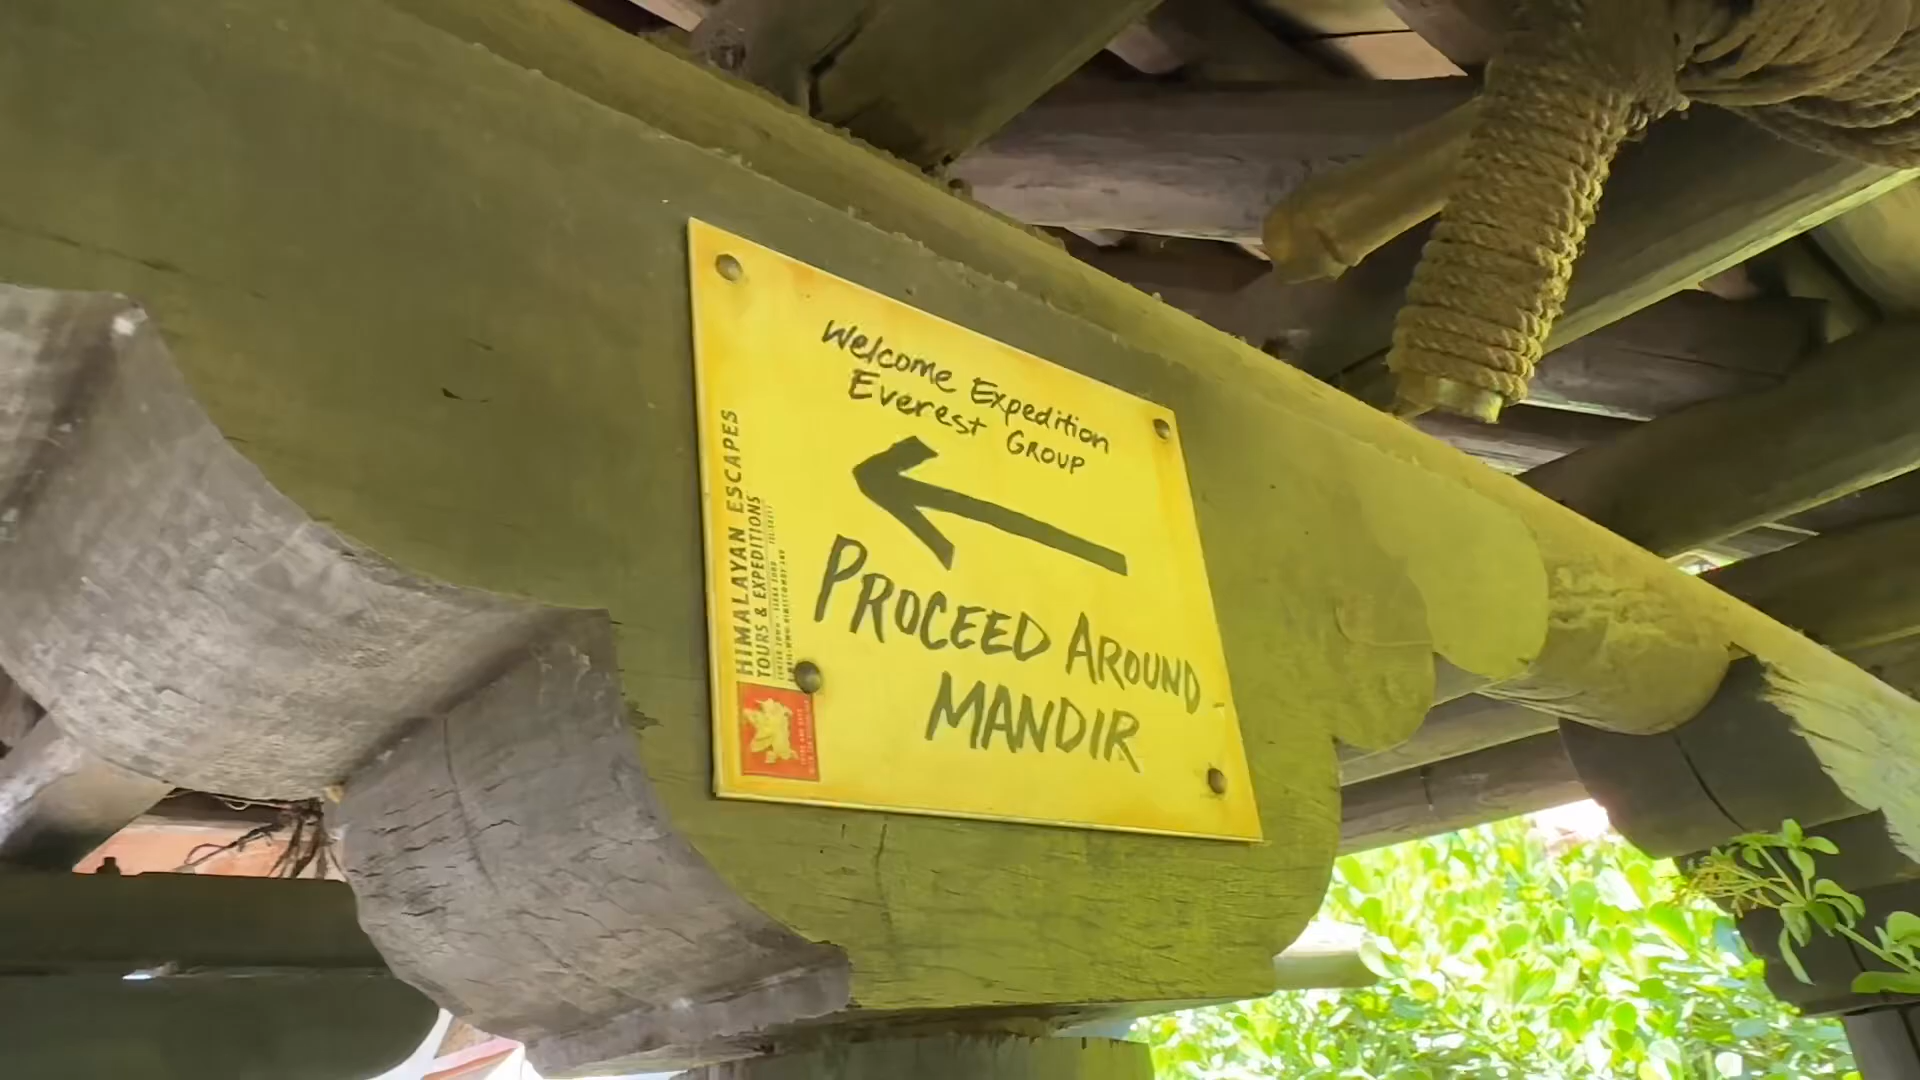 Welcome Expedition
Everest GROUP
PROCEED AROUND
MANDIR
HIMALAYAN ESCAPES
TOURS & EXPEDITIONS